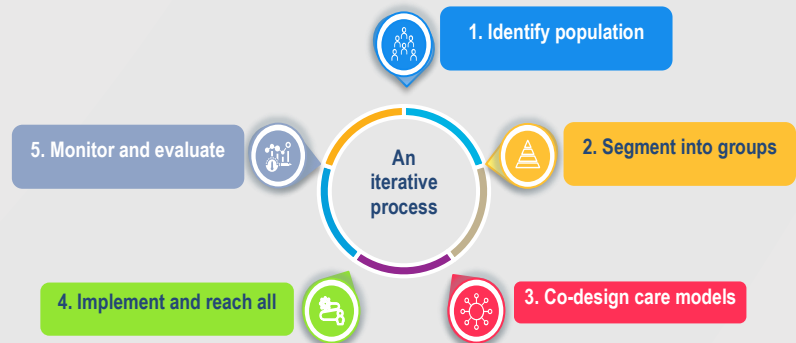 1. Identify population
2. Segment into groups
3. Co-design care models
4. Implement and reach all
5. Monitor and evaluate
An
iterative
process